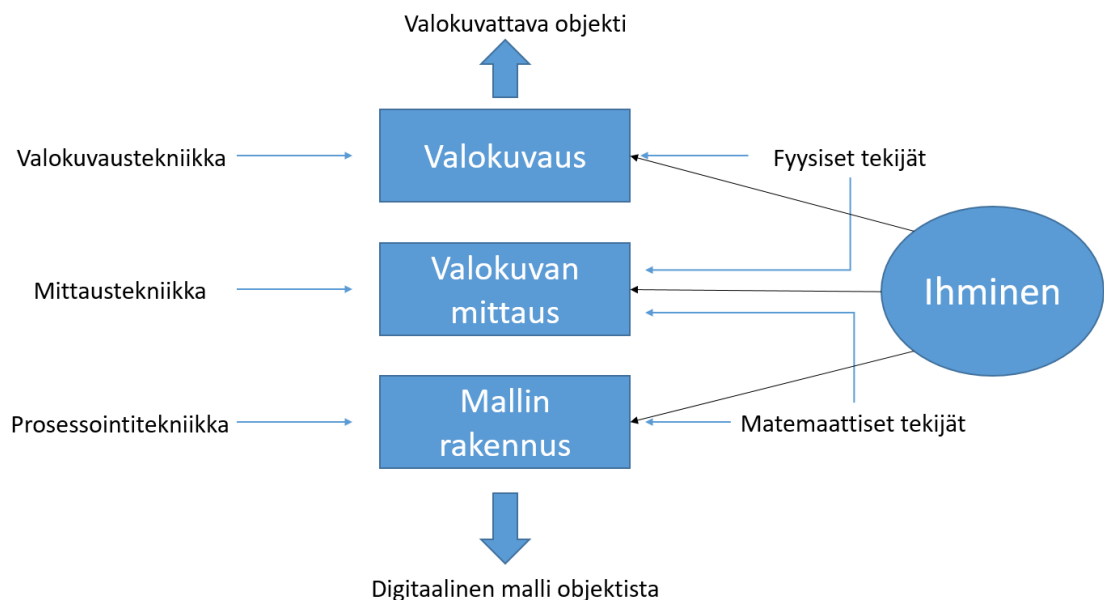 Valokuvattava objekti
Valokuvaustekniikka
Valokuvaus
Fyysiset tekijät
Mittaustekniikka
Valokuvan
mittaus
Ihminen
Prosessointitekniikka
Mallin
rakennus
Matemaattiset tekijät
Digitaalinen malli objektista